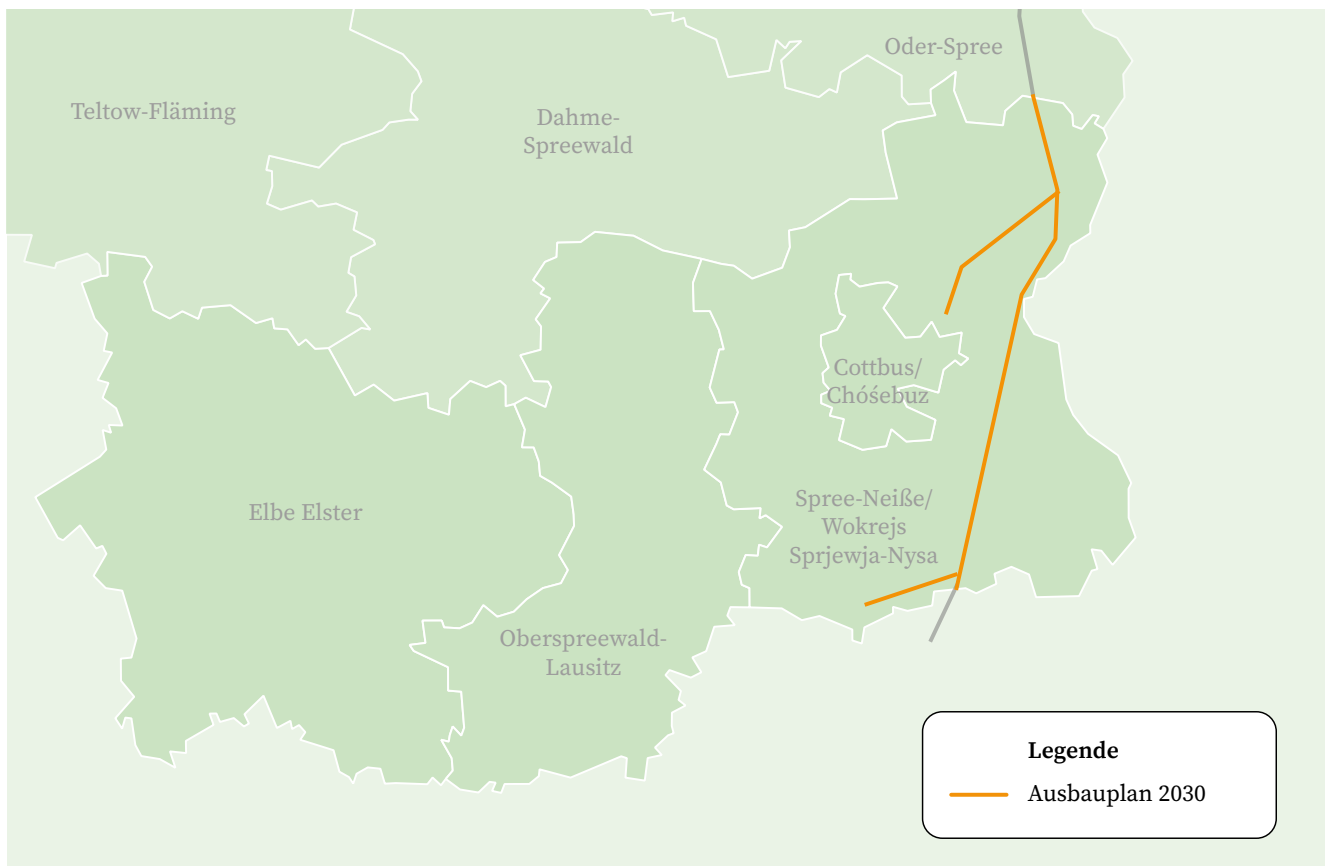 Oder-Spree
Teltow-Fläming
Dahme-
Spreewald
Cottbus/
Chóśebuz
Elbe Elster
Spree-Neiße/
Wokrejs
Sprjewja-Nysa
Oberspreewald-
Lausitz
Legende
Ausbauplan 2030